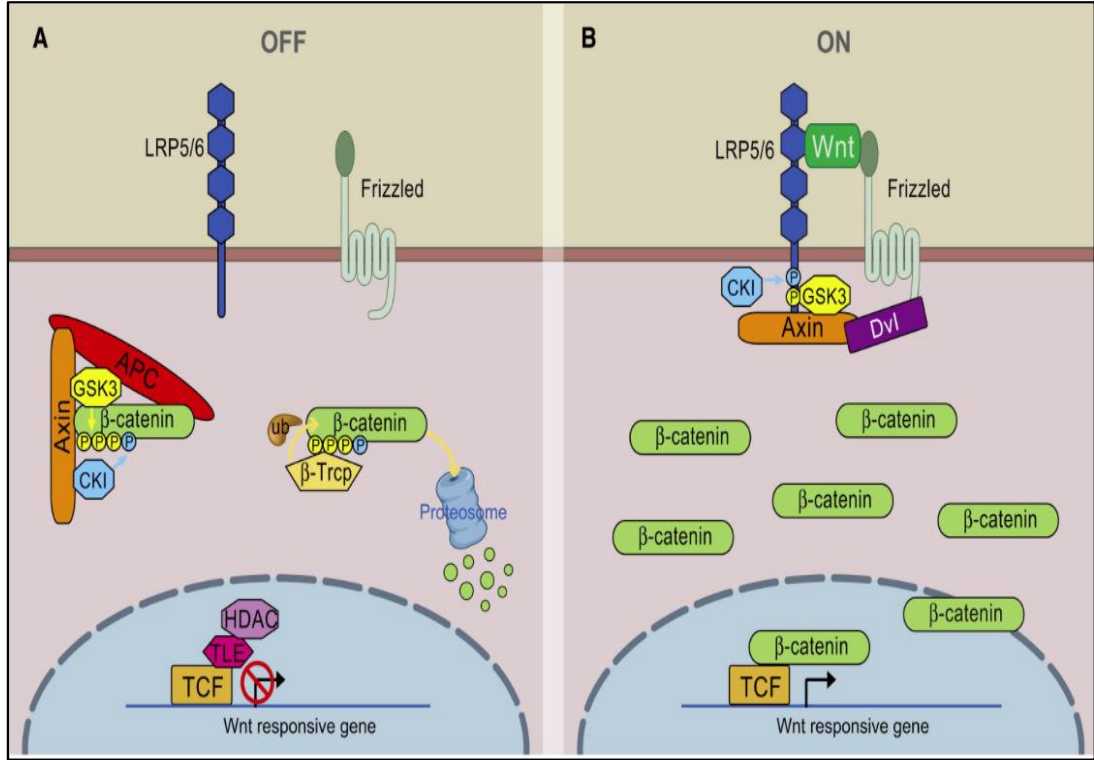 A
OFF
LRP5/6
Frizzled
APC
Axin
GSK3
β-catenin
P P P P
CKI
ub
β-catenin
P P P P
β-Trcp
Proteosome
HDAC
TLE
TCF
Wnt responsive gene
B
ON
LRP5/6
Wnt
Frizzled
CKI
P
P
GSK3
Axin
Dvl
β-catenin
β-catenin
β-catenin
β-catenin
β-catenin
β-catenin
β-catenin
TCF
Wnt responsive gene